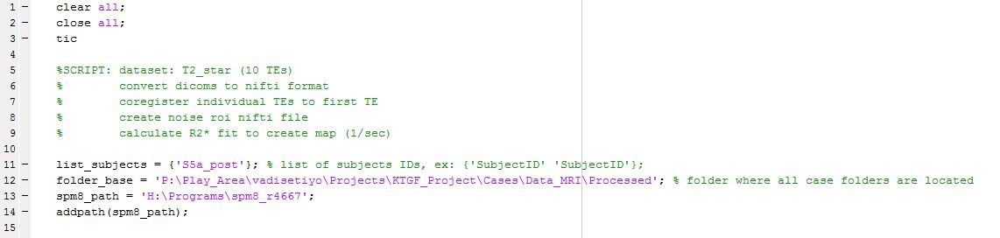 1 - clear all;
2 - close all;
3 - tic
4
5 %SCRIPT: dataset: T2_star (10 TEs)
6 % convert dicoms to nifti format
7 % coregister individual TEs to first TE
8 % create noise roi nifti file
9 % calculate R2* fit to create map (1/sec)
10
11 - list_subjects = {'S5a_post'}; % list of subjects IDs, ex: {'SubjectID' 'SubjectID'};
12 - folder_base = 'P:\Play_Area\vadisetiyo\Projects\KTGF_Project\Cases\Data_MRI\Processed'; % folder where all case folders are located
13 - spm8_path = 'H:\Programs\spm8_r4667';
14 - addpath(spm8_path);
15